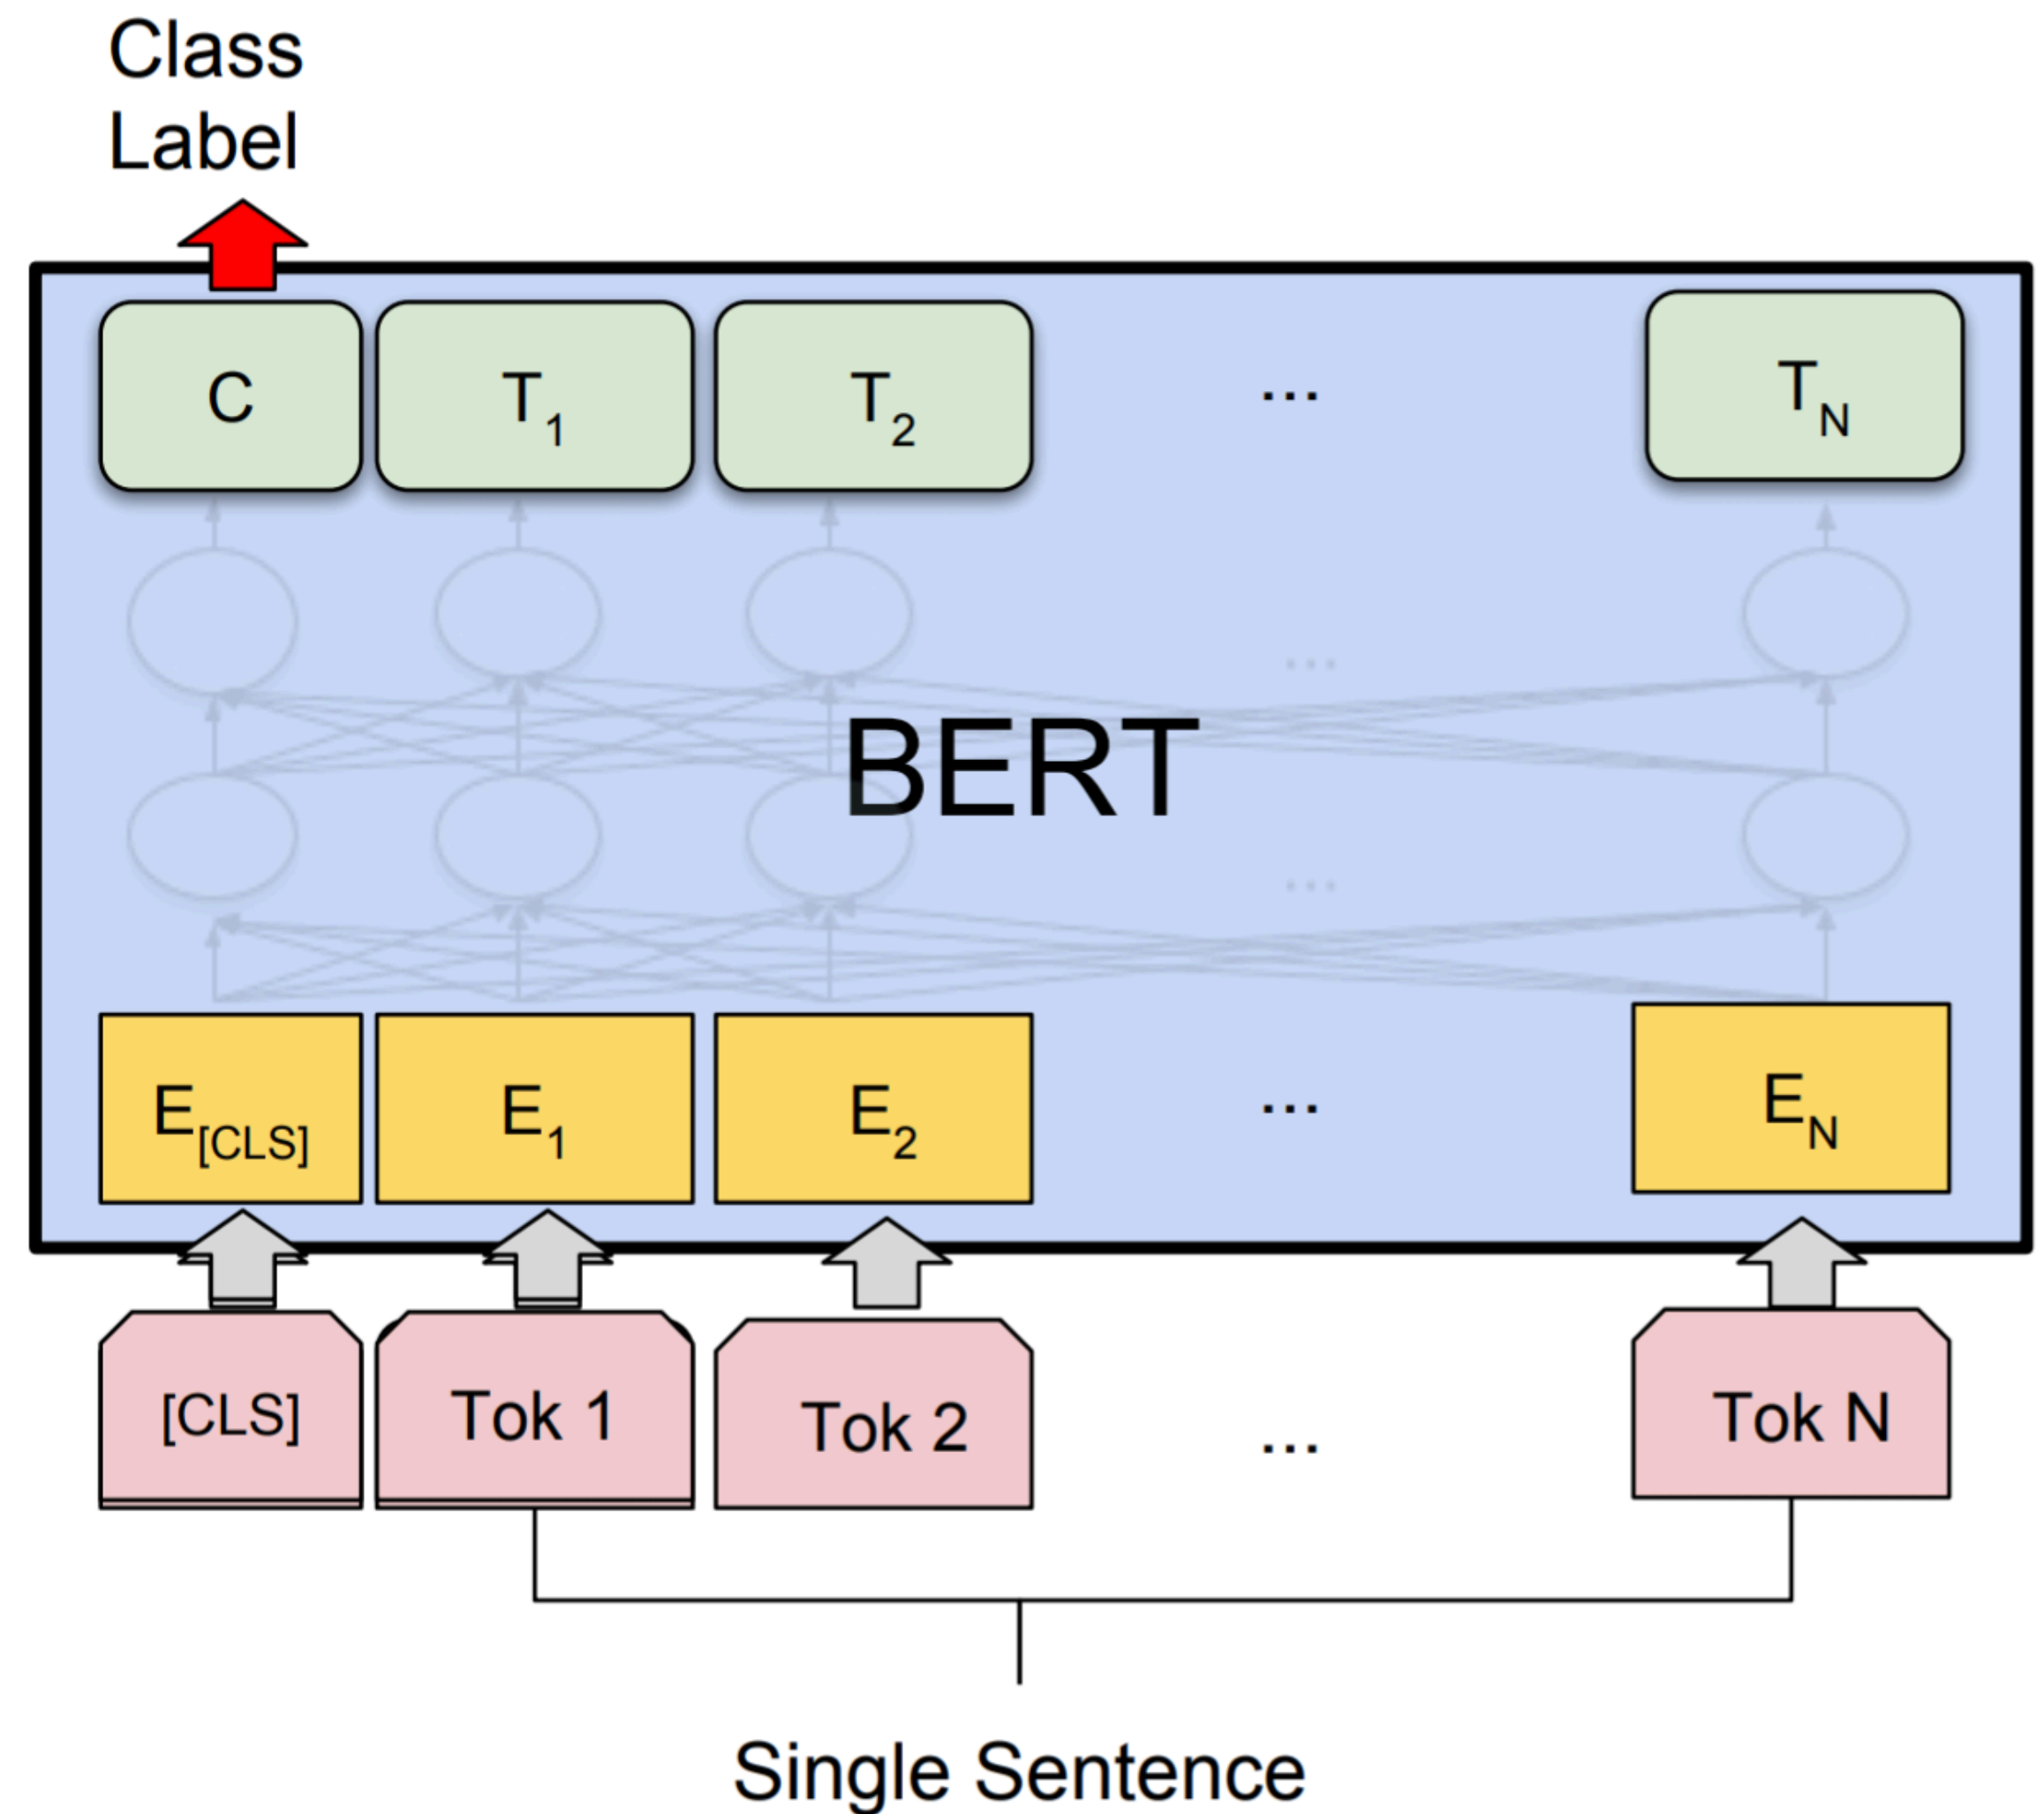 Class
Label
C T1 T2 ... TN
...
BERT
...
E[CLS] E1 E2 ... EN
[CLS] Tok 1 Tok 2 ... Tok N
Single Sentence